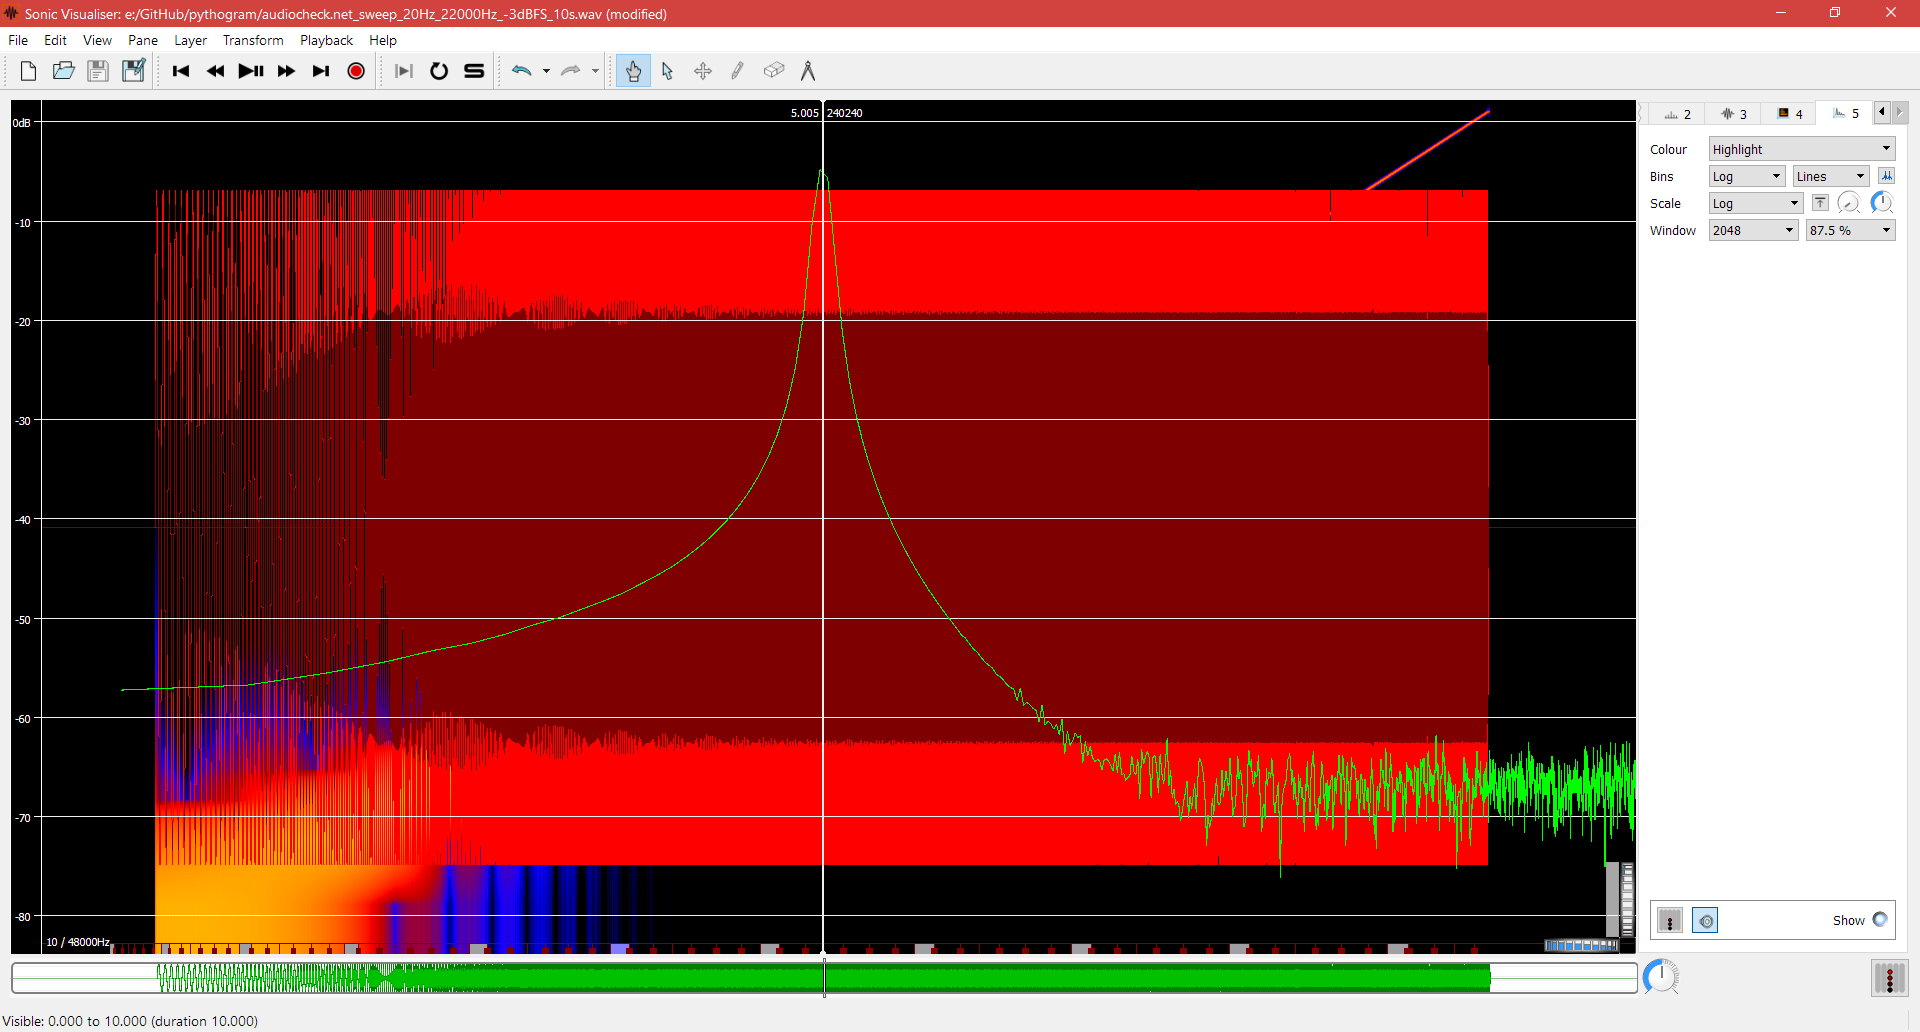 Sonic Visualiser: e:/GitHub/pythogram/audiocheck.net_sweep_20Hz_22000Hz_-3dBFS_10s.wav (modified)
File Edit View Pane Layer Transform Playback Help
5.005 240240
0dB
-10
-20
-30
-40
-50
-60
-70
-80
10 / 48000Hz
2 3 4 5
Colour Highlight
Bins Log Lines
Scale Log
Window 2048 87.5 %
Show
Visible: 0.000 to 10.000 (duration 10.000)